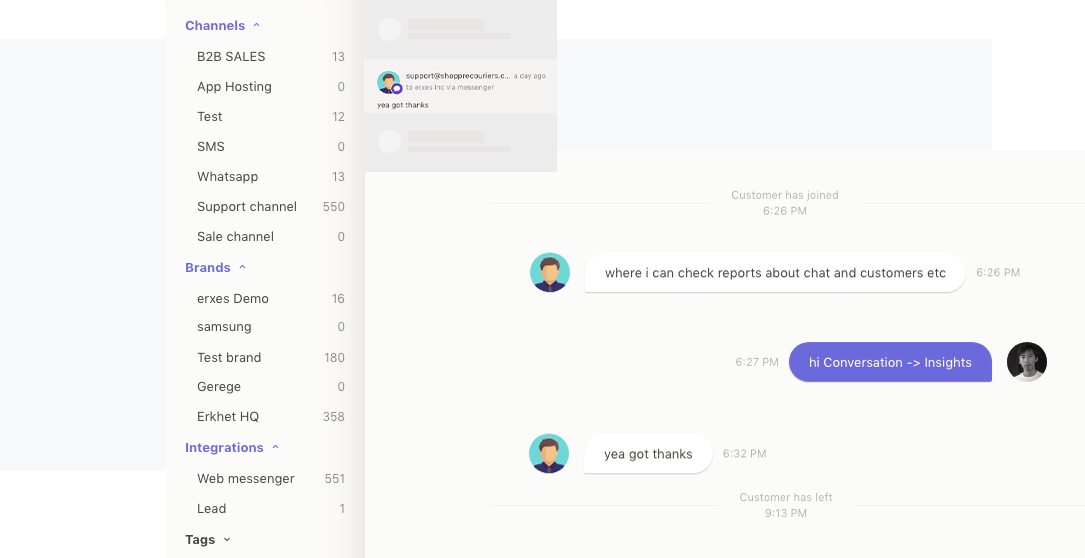 Channels
B2B SALES 13
App Hosting 0
Test 12
SMS 0
Whatsapp 13
Support channel 550
Sale channel 0
Brands
erxes Demo 16
samsung 0
Test brand 180
Gerege 0
Erkhet HQ 358
Integrations
Web messenger 551
Lead 1
Tags
support@shopprecouriers.c... a day ago
to erxes Inc via messenger
yea got thanks
Customer has joined
6:26 PM
where i can check reports about chat and customers etc 6:26 PM
6:27 PM hi Conversation -> Insights
yea got thanks 6:32 PM
Customer has left
9:13 PM